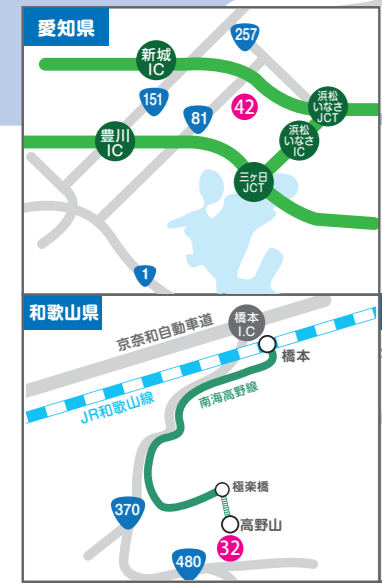 愛知県
257
新城
IC
151
81
42
浜松
いなさ
JCT
浜松
いなさ
IC
豊川
IC
三ヶ日
JCT
1
和歌山県
橋本
I.C
京奈和自動車道
橋本
JR和歌山線
南海高野線
極楽橋
370
高野山
32
480